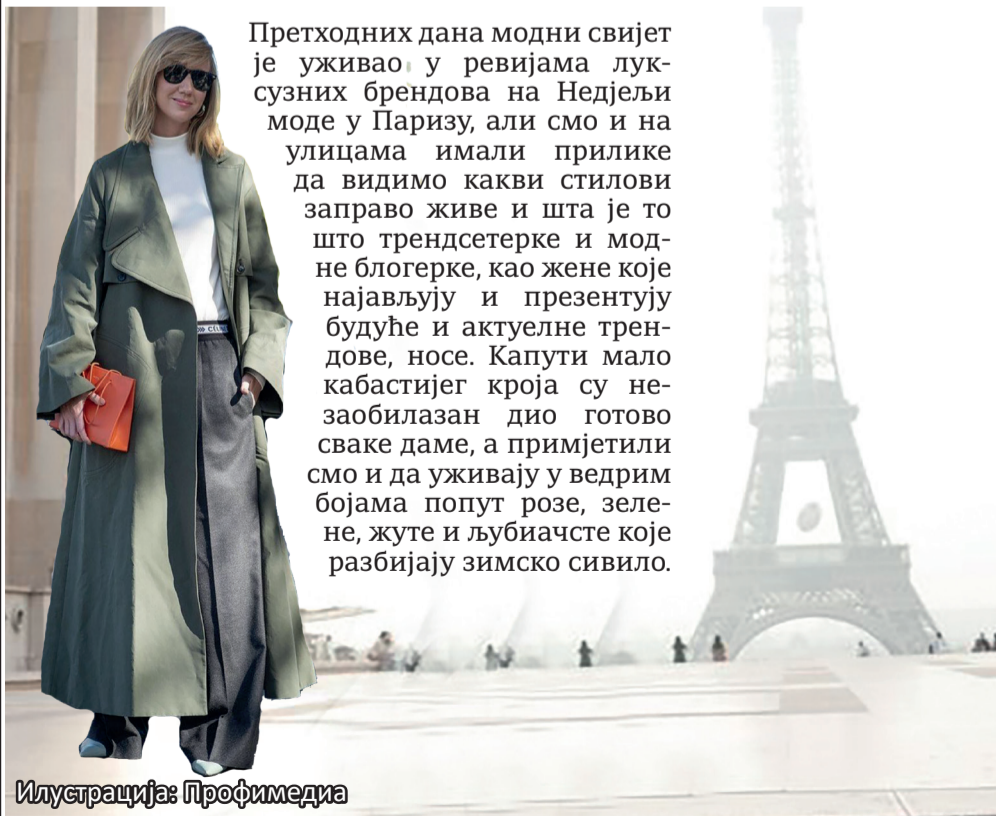 Претходних дана модни свијет
је уживао у ревијама лук-
сузних брендова на Недјељи
моде у Паризу, али смо и на
улицама имали прилике
да видимо какви стилови
заправо живе и шта је то
што трендсетерке и мод-
не блогерке, као жене које
најављују и презентују
будуће и актуелне трен-
дове, носе. Капути мало
кабастијег кроја су не-
заобилазан дио готово
сваке даме, а примјетили
смо и да уживају у ведрим
бојама попут розе, зеле-
не, жуте и љубиачсте које
разбијају зимско сивило.
Илустрација: Профимедиа